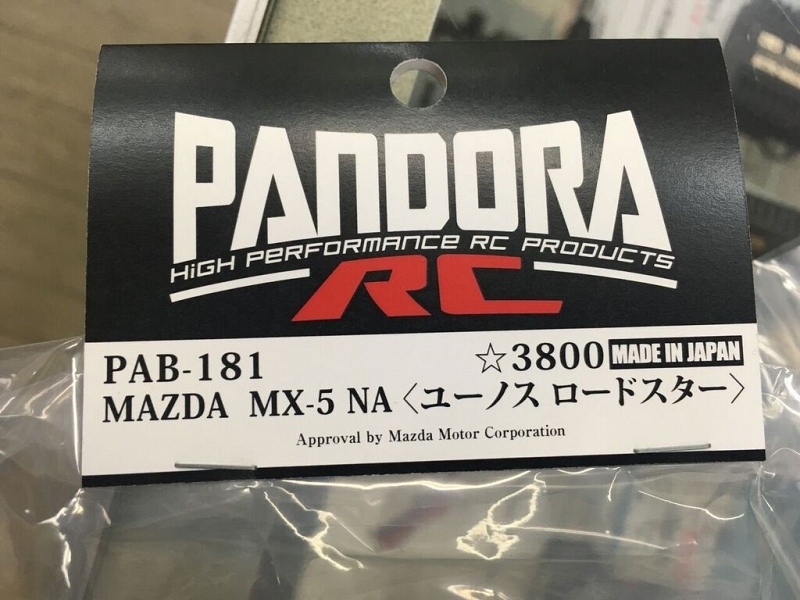 PANDORA
HIGH PERFORMANCE RC PRODUCTS
RC
PAB-181 ☆3800 MADE IN JAPAN
MAZDA MX-5 NA〈ユーノス ロードスター〉
Approval by Mazda Motor Corporation